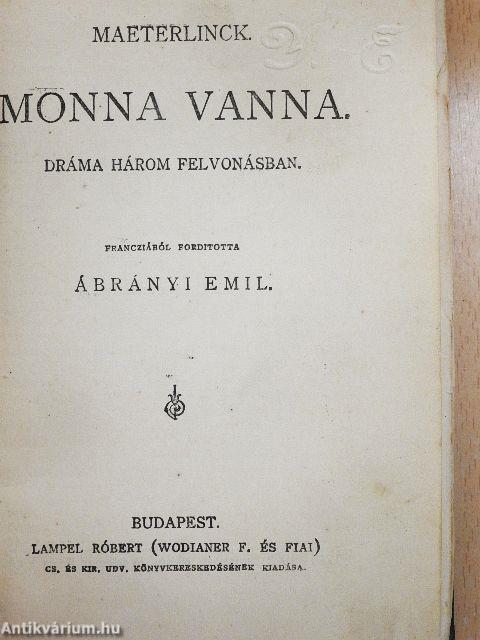 MAETERLINCK.
MONNA VANNA.
DRÁMA HÁROM FELVONÁSBAN.
FRANCZIÁBÓL FORDITOTTA
ÁBRÁNYI EMIL.
BUDAPEST.
LAMPEL RÓBERT (WODIANER F. ÉS FIAI)
CS. ÉS KIR. UDV. KÖNYVKERESKEDÉSÉNEK KIADÁSA.
Antikvárium.hu